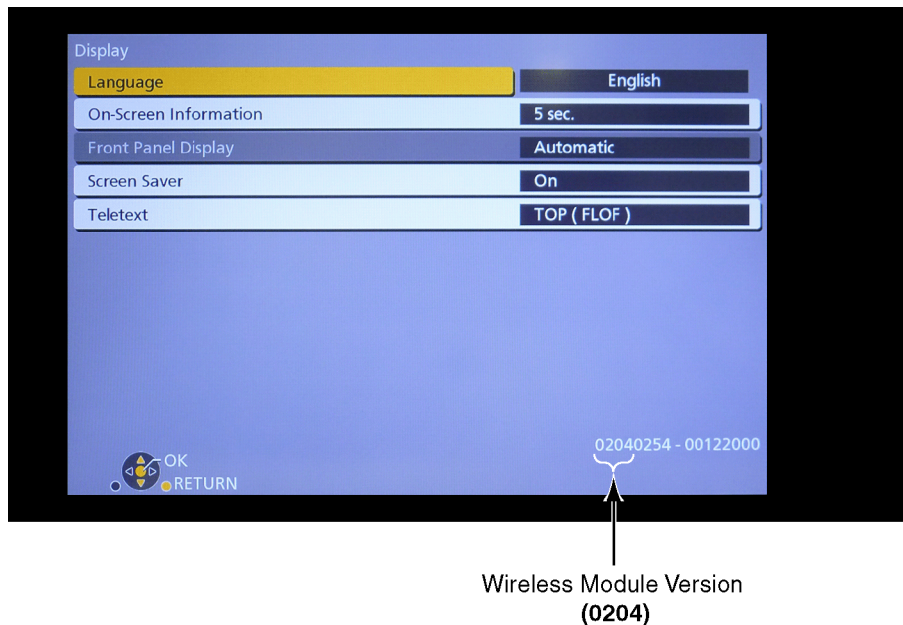 Display
Language English
On-Screen Information 5 sec.
Front Panel Display Automatic
Screen Saver On
Teletext TOP ( FLOF )
02040254 - 00122000
OK
RETURN
Wireless Module Version
(0204)